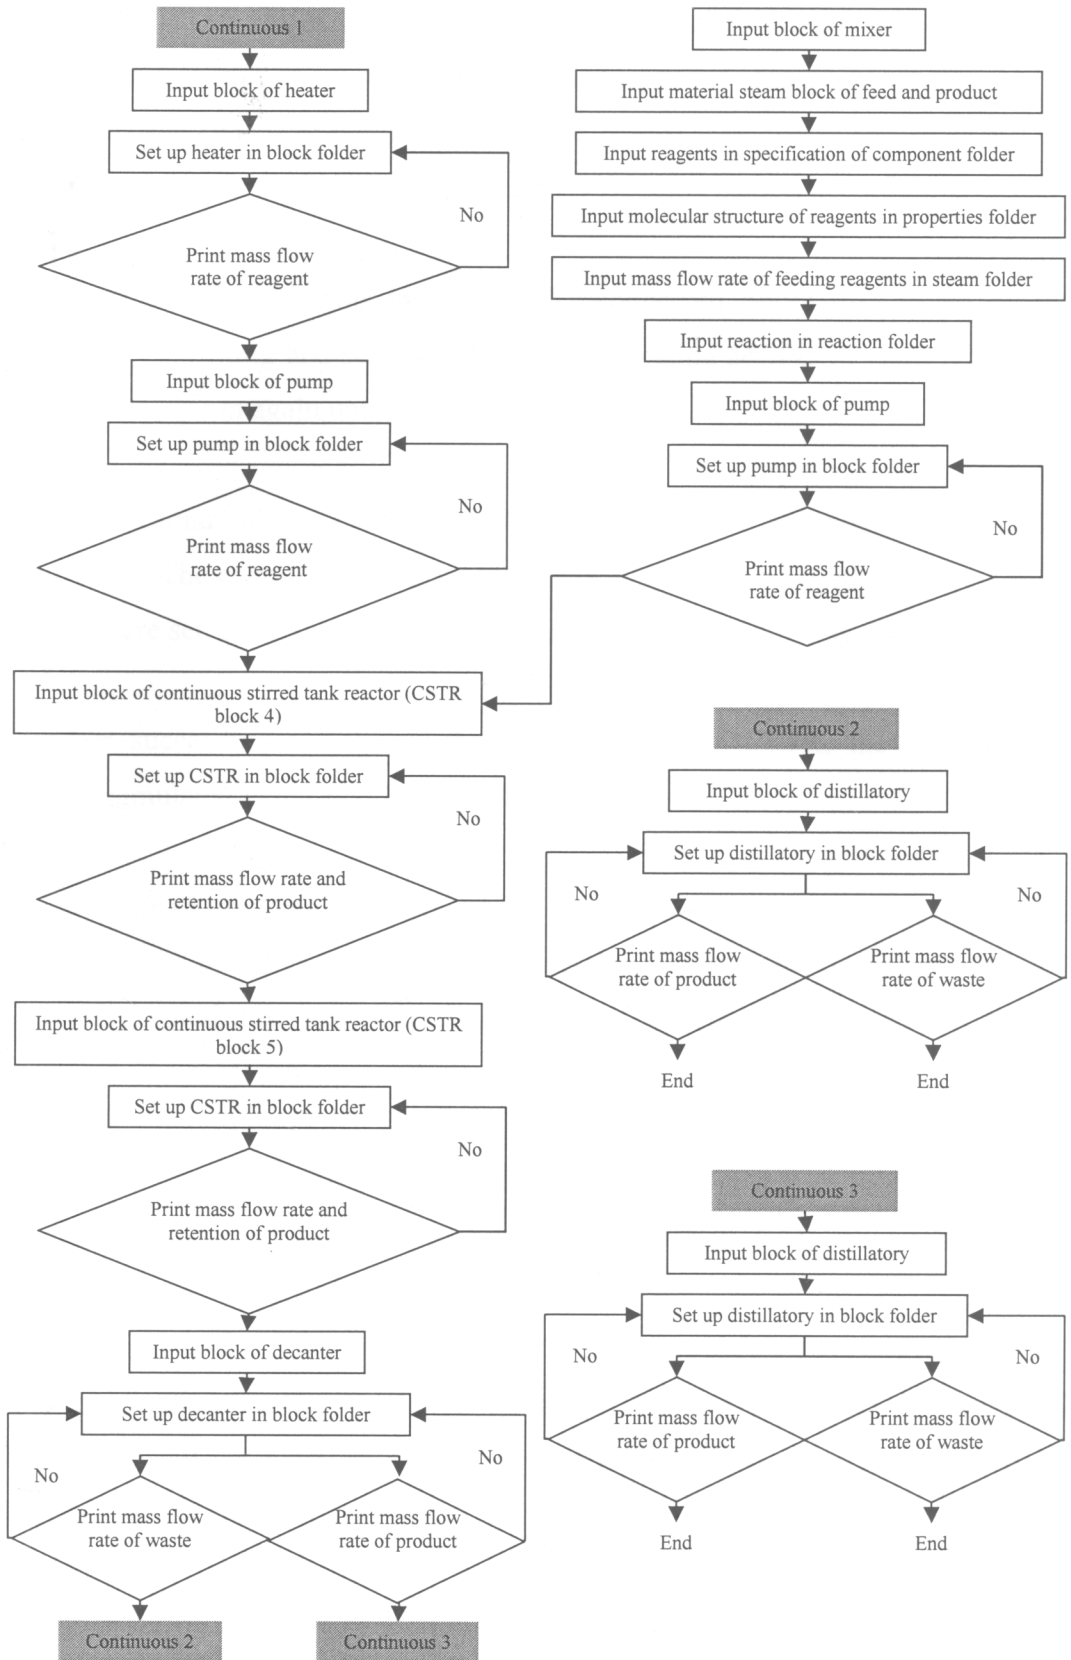 Continuous 1
Input block of heater
Set up heater in block folder
No
Print mass flow
rate of reagent
Input block of pump
Set up pump in block folder
No
Print mass flow
rate of reagent
Input block of continuous stirred tank reactor (CSTR
block 4)
Set up CSTR in block folder
No
Print mass flow rate and
retention of product
Input block of continuous stirred tank reactor (CSTR
block 5)
Set up CSTR in block folder
No
Print mass flow rate and
retention of product
Input block of decanter
Set up decanter in block folder
No
No
Print mass flow
rate of waste
Print mass flow
rate of product
Continuous 2
Continuous 3
Input block of mixer
Input material steam block of feed and product
Input reagents in specification of component folder
Input molecular structure of reagents in properties folder
Input mass flow rate of feeding reagents in steam folder
Input reaction in reaction folder
Input block of pump
Set up pump in block folder
No
Print mass flow
rate of reagent
Continuous 2
Input block of distillatory
Set up distillatory in block folder
No
No
Print mass flow
rate of product
Print mass flow
rate of waste
End
End
Continuous 3
Input block of distillatory
Set up distillatory in block folder
No
No
Print mass flow
rate of product
Print mass flow
rate of waste
End
End